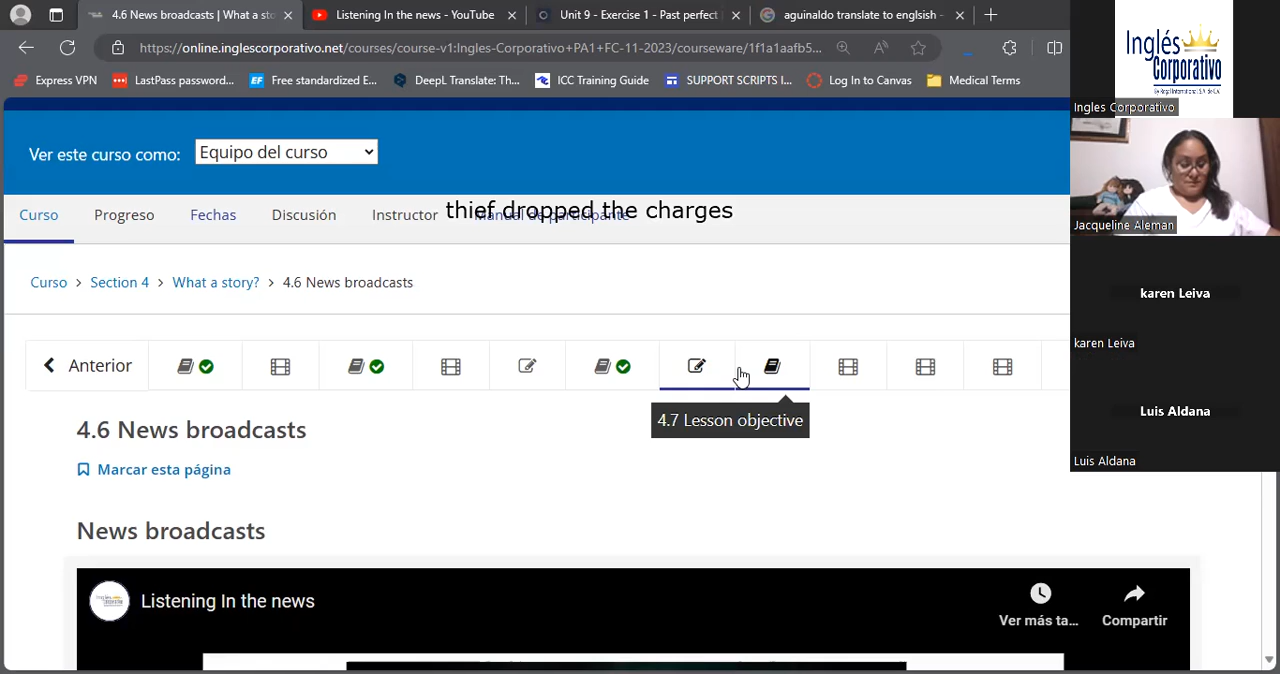 4.6 News broadcasts | What a sto
Listening In the news - YouTube
Unit 9 - Exercise 1 - Past perfect
aguinaldo translate to englsish -
https://online.inglescorporativo.net/courses/course-v1:Ingles-Corporativo+PA1+FC-11-2023/courseware/1f1a1aafb5...
Express VPN
LastPass password...
Free standardized E...
DeepL Translate: Th...
ICC Training Guide
SUPPORT SCRIPTS I...
Log In to Canvas
Medical Terms
Inglés
Corporativo
Ingles Corporativo
Ver este curso como:
Equipo del curso
Jacqueline Aleman
Curso
Progreso
Fechas
Discusión
Instructor
Manual de participante
thief dropped the charges
Curso > Section 4 > What a story? > 4.6 News broadcasts
karen Leiva
karen Leiva
Anterior
4.7 Lesson objective
Luis Aldana
Luis Aldana
4.6 News broadcasts
Marcar esta página
News broadcasts
Listening In the news
Ver más ta...
Compartir